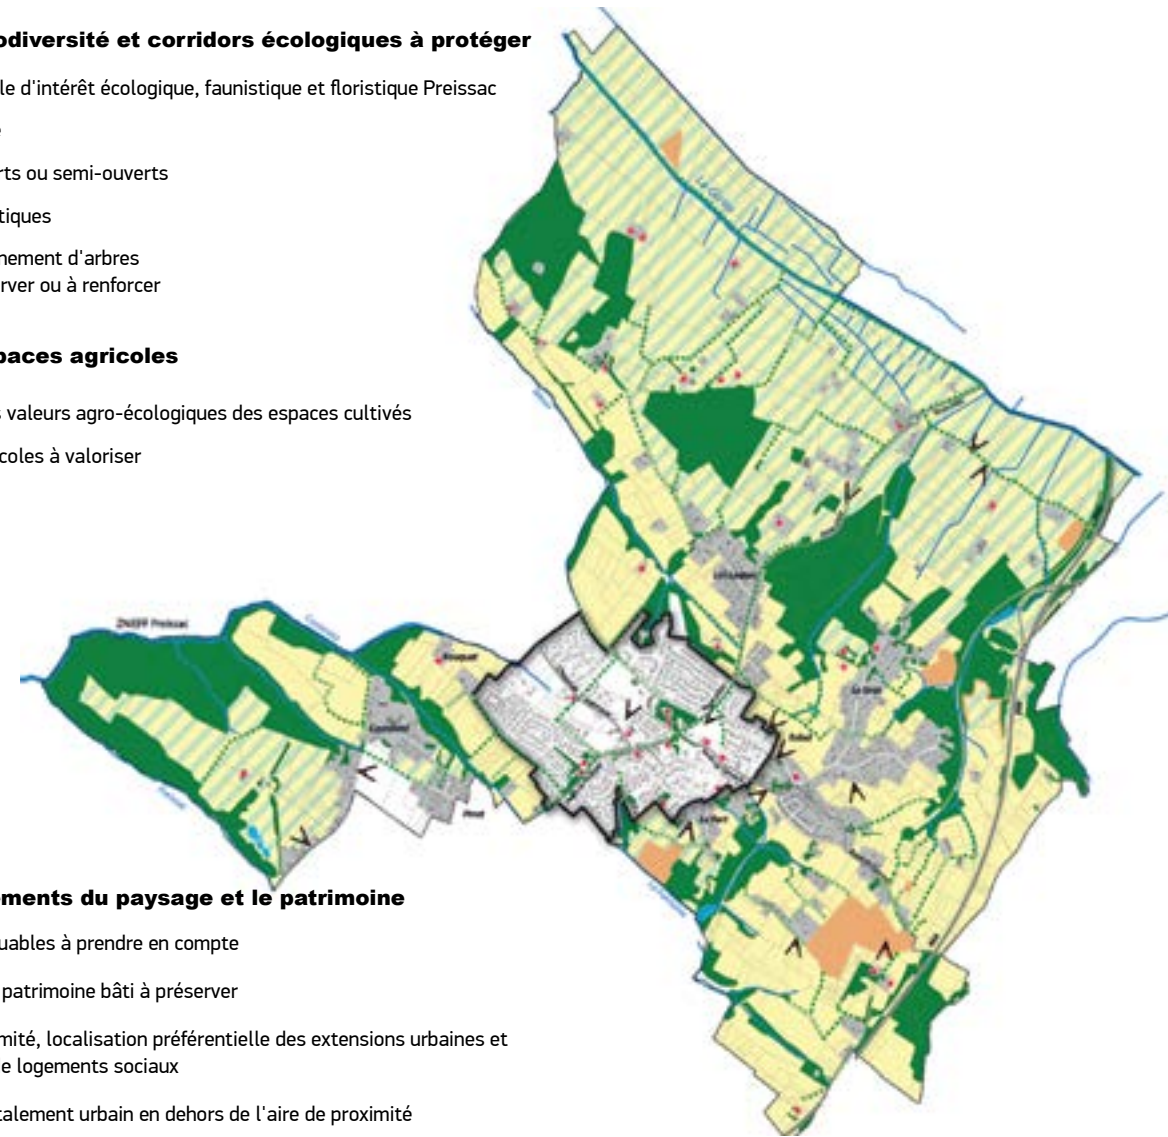 odiversité et corridors écologiques à protéger
le d'intérêt écologique, faunistique et floristique Preissac
rts ou semi-ouverts
tiques
nement d'arbres
rver ou à renforcer
paces agricoles
s valeurs agro-écologiques des espaces cultivés
coles à valoriser
ZNIEFF Preissac
ments du paysage et le patrimoine
uables à prendre en compte
patrimoine bâti à préserver
mité, localisation préférentielle des extensions urbaines et
e logements sociaux
talement urbain en dehors de l'aire de proximité